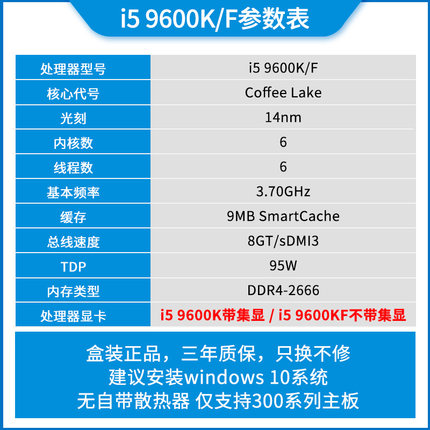 i5 9600K/F参数表
处理器型号 i5 9600K/F
核心代号 Coffee Lake
光刻 14nm
内核数 6
线程数 6
基本频率 3.70GHz
缓存 9MB SmartCache
总线速度 8GT/sDMI3
TDP 95W
内存类型 DDR4-2666
处理器显卡 i5 9600K带集显 / i5 9600KF不带集显
盒装正品，三年质保，只换不修
建议安装windows 10系统
无自带散热器 仅支持300系列主板